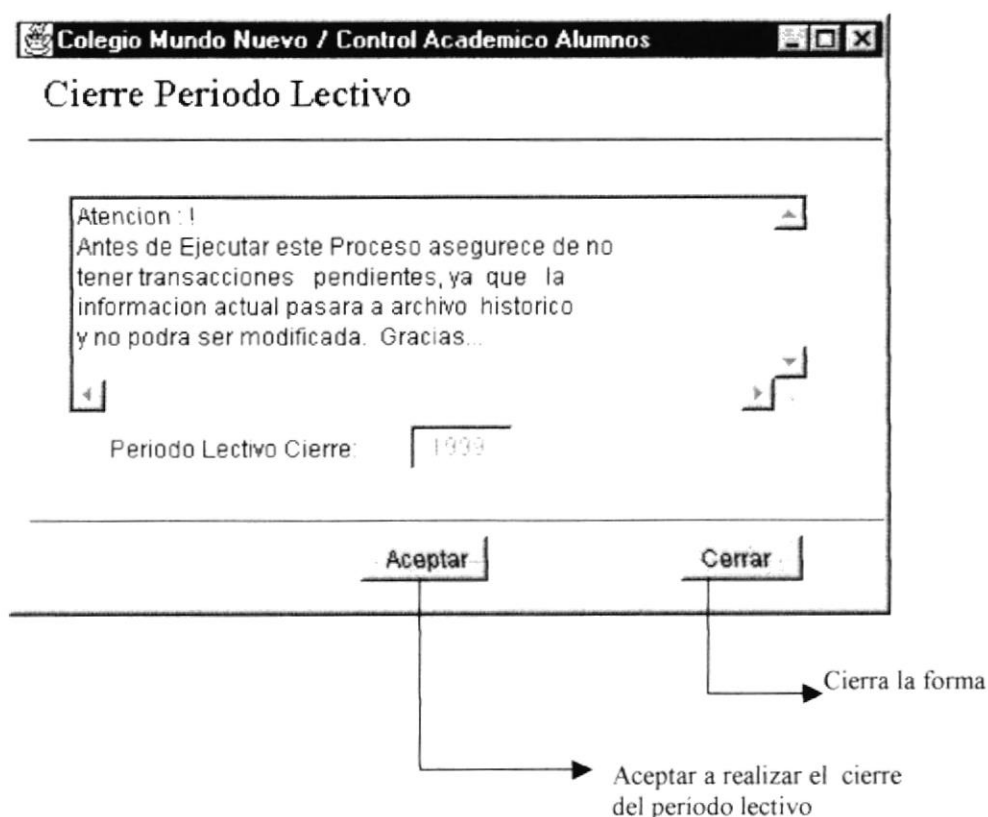 Colegio Mundo Nuevo / Control Academico Alumnos
Cierre Periodo Lectivo
Atencion : !
Antes de Ejecutar este Proceso asegurece de no
tener transacciones pendientes, ya que la
informacion actual pasara a archivo historico
y no podra ser modificada. Gracias...
Periodo Lectivo Cierre: 1999
Aceptar Cerrar
Cierra la forma
Aceptar a realizar el cierre
del periodo lectivo